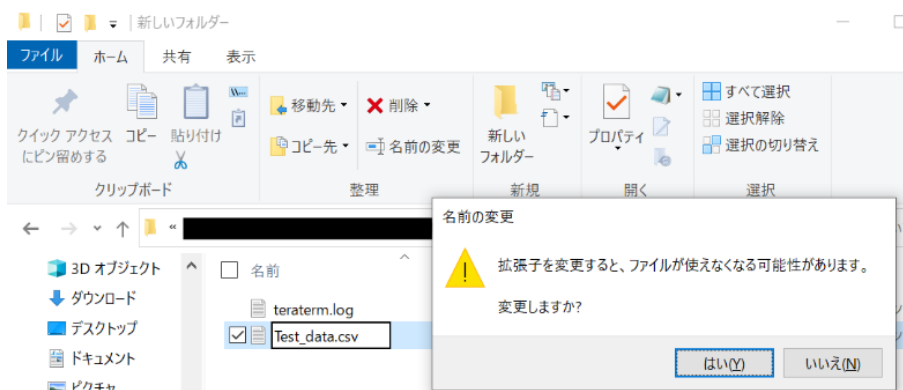 新しいフォルダー
ファイル ホーム 共有 表示
クイック アクセス
にピン留めする
コピー
貼り付け
移動先
コピー先
削除
名前の変更
新しい
フォルダー
プロパティ
すべて選択
選択解除
選択の切り替え
クリップボード 整理 新規 開く 選択
名前の変更
拡張子を変更すると、ファイルが使えなくなる可能性があります。
変更しますか?
はい(Y) いいえ(N)
3D オブジェクト
ダウンロード
デスクトップ
ドキュメント
名前
teraterm.log
Test_data.csv